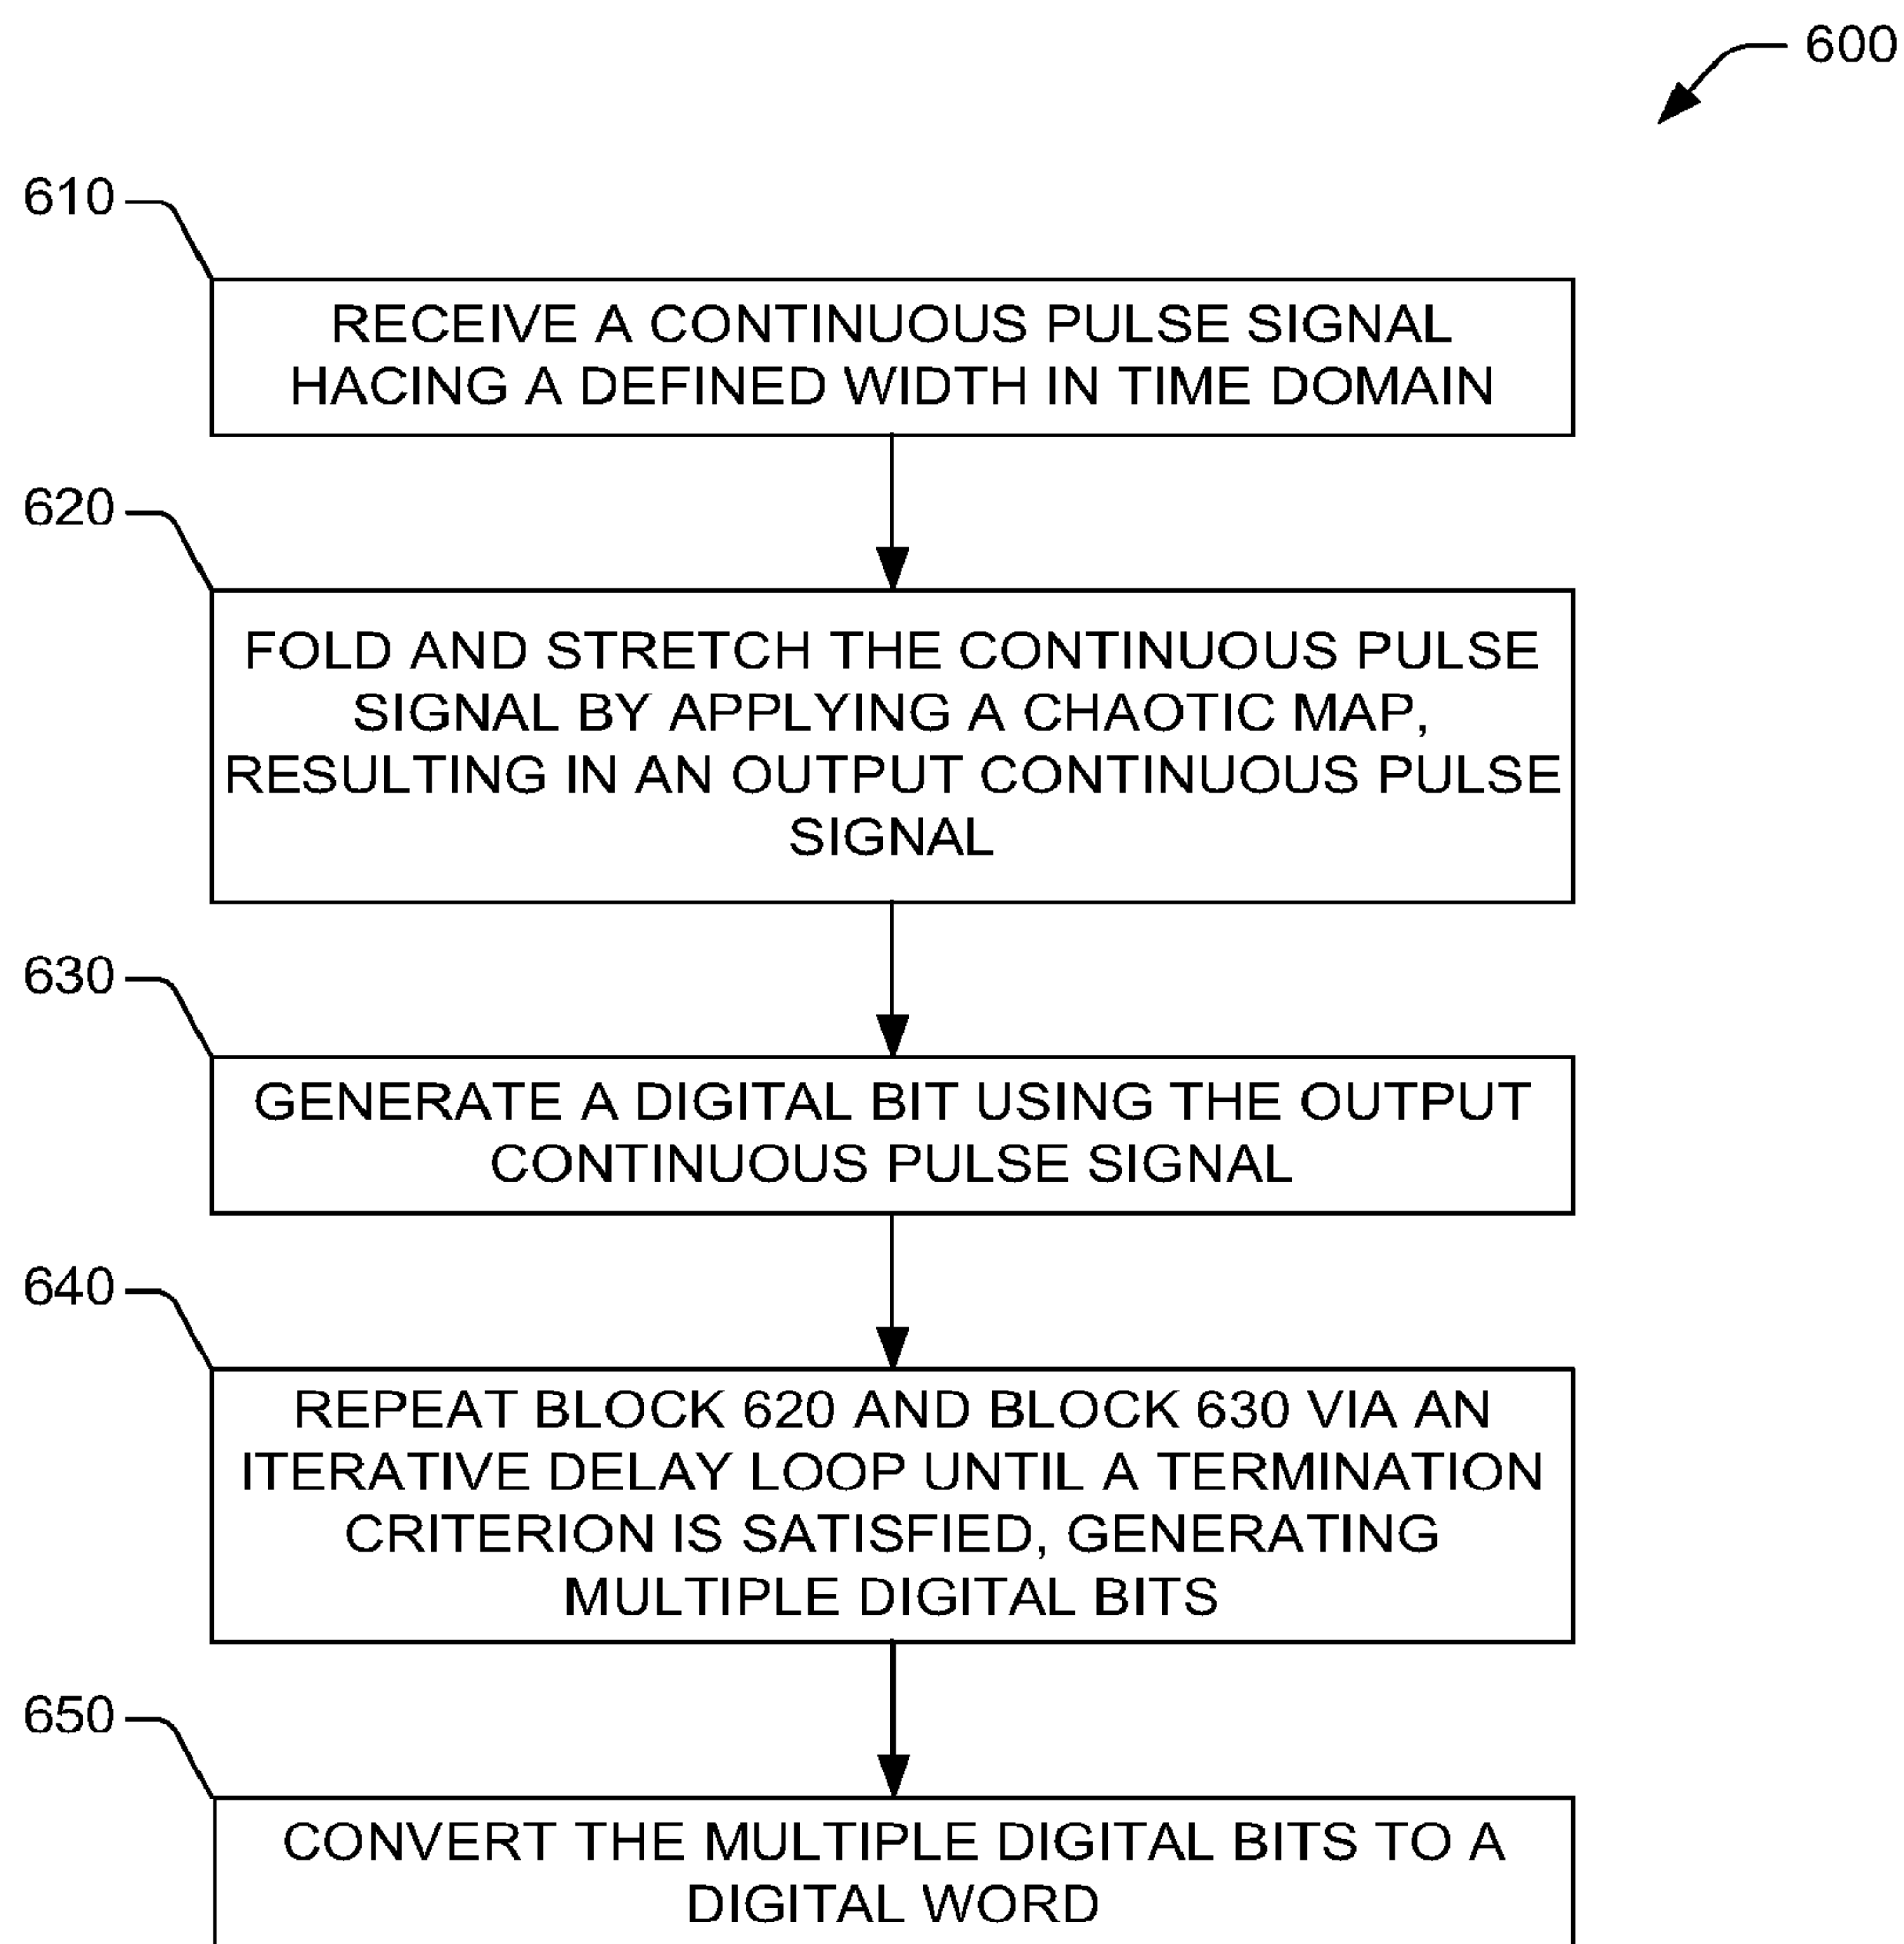 600
610
RECEIVE A CONTINUOUS PULSE SIGNAL
HACING A DEFINED WIDTH IN TIME DOMAIN
620
FOLD AND STRETCH THE CONTINUOUS PULSE
SIGNAL BY APPLYING A CHAOTIC MAP,
RESULTING IN AN OUTPUT CONTINUOUS PULSE
SIGNAL
630
GENERATE A DIGITAL BIT USING THE OUTPUT
CONTINUOUS PULSE SIGNAL
640
REPEAT BLOCK 620 AND BLOCK 630 VIA AN
ITERATIVE DELAY LOOP UNTIL A TERMINATION
CRITERION IS SATISFIED, GENERATING
MULTIPLE DIGITAL BITS
650
CONVERT THE MULTIPLE DIGITAL BITS TO A
DIGITAL WORD